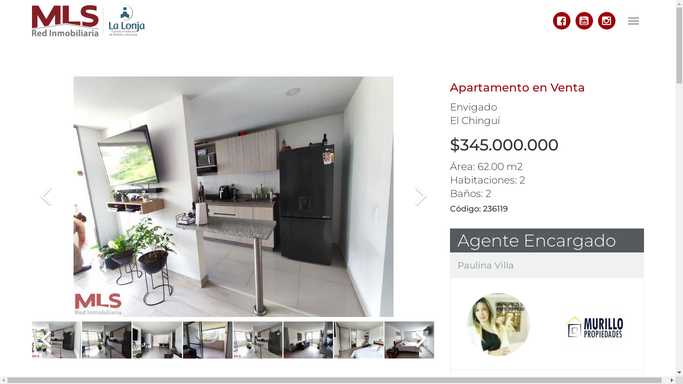 MLS
Red Inmobiliaria
La Lonja
Apartamento en Venta
Envigado
El Chinguí
$345.000.000
Área: 62.00 m2
Habitaciones: 2
Baños: 2
Código: 236119
Agente Encargado
Paulina Villa
MLS
Red Inmobiliaria
MURILLO
PROPIEDADES